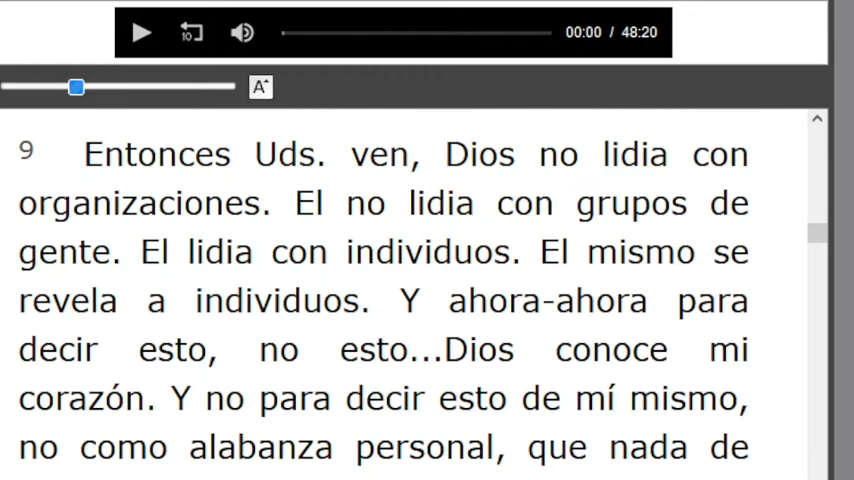 10
00:00 / 48:20
A
9 Entonces Uds. ven, Dios no lidia con
organizaciones. El no lidia con grupos de
gente. El lidia con individuos. El mismo se
revela a individuos. Y ahora-ahora para
decir esto, no esto...Dios conoce mi
corazón. Y no para decir esto de mí mismo,
no como alabanza personal, que nada de